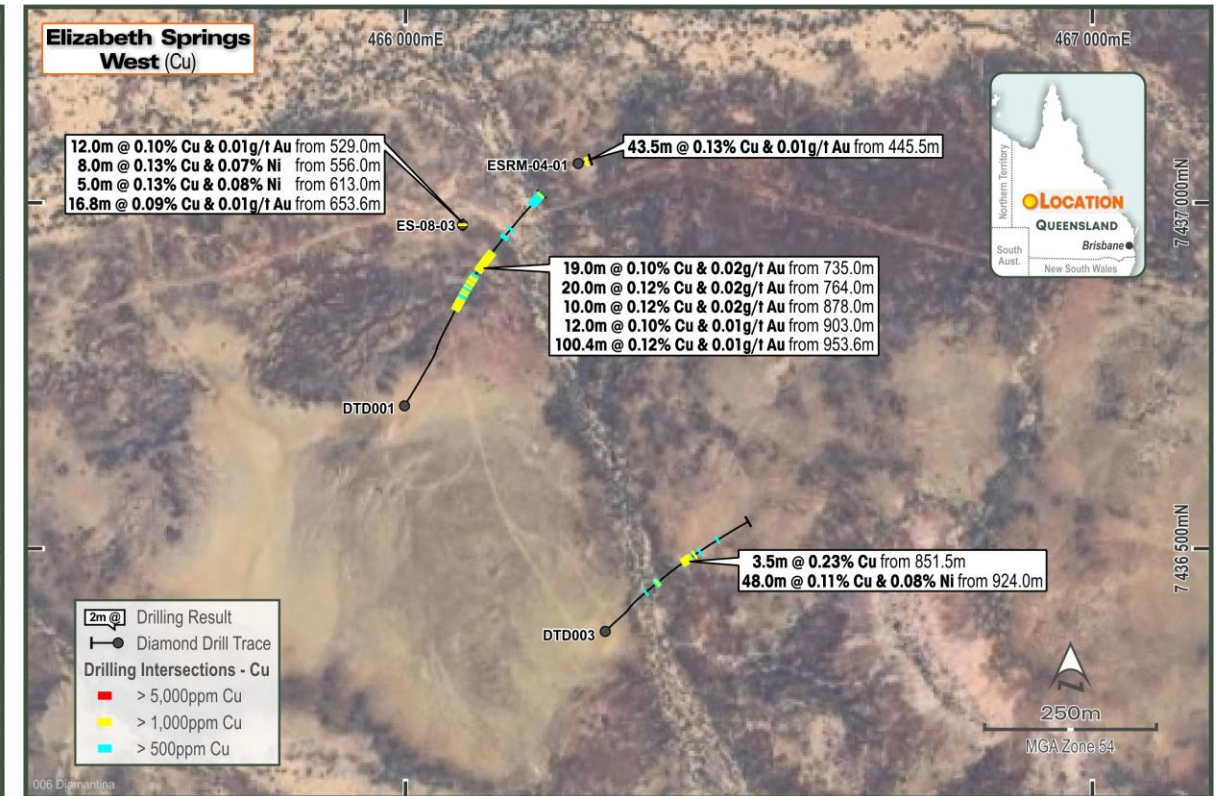 Elizabeth Springs
West (Cu)
466 000mE
467 000mE
12.0m @ 0.10% Cu & 0.01g/t Au from 529.0m
8.0m @ 0.13% Cu & 0.07% Ni from 556.0m
5.0m @ 0.13% Cu & 0.08% Ni from 613.0m
16.8m @ 0.09% Cu & 0.01g/t Au from 653.6m
ESRM-04-01
43.5m @ 0.13% Cu & 0.01g/t Au from 445.5m
Northern Territory
LOCATION
QUEENSLAND
Brisbane
South
Aust.
New South Wales
7 437 000mN
ES-08-03
19.0m @ 0.10% Cu & 0.02g/t Au from 735.0m
20.0m @ 0.12% Cu & 0.02g/t Au from 764.0m
10.0m @ 0.12% Cu & 0.02g/t Au from 878.0m
12.0m @ 0.10% Cu & 0.01g/t Au from 903.0m
100.4m @ 0.12% Cu & 0.01g/t Au from 953.6m
DTD001
3.5m @ 0.23% Cu from 851.5m
48.0m @ 0.11% Cu & 0.08% Ni from 924.0m
7 436 500mN
DTD003
2m @ Drilling Result
Diamond Drill Trace
Drilling Intersections - Cu
> 5,000ppm Cu
> 1,000ppm Cu
> 500ppm Cu
250m
MGA Zone 54
006 Diamantina